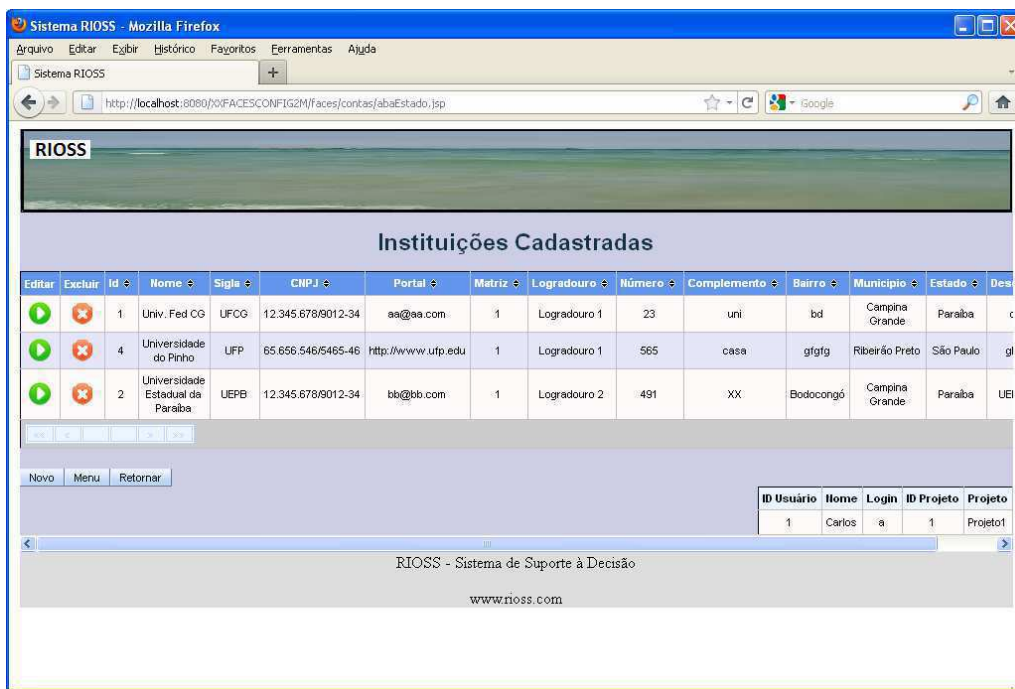 Sistema RIOSS - Mozilla Firefox
Arquivo Editar Exibir Histórico Favoritos Ferramentas Ajuda
Sistema RIOSS
http://localhost:8080/XXFACESCONFIG2M/faces/contas/abaEstado.jsp
Google
RIOSS
Instituições Cadastradas
Editar Excluir Id Nome Sigla CNPJ Portal Matriz Logradouro Número Complemento Bairro Municipio Estado Desc
1 Univ. Fed CG UFCG 12.345.678/9012-34 aa@aa.com 1 Logradouro 1 23 uni bd Campina Grande Paraíba
4 Universidade do Pinho UFP 65.656.546/5465-46 http://www.ufp.edu 1 Logradouro 1 565 casa gfgfg Ribeirão Preto São Paulo
2 Universidade Estadual da Paraíba UEPB 12.345.678/9012-34 bb@bb.com 1 Logradouro 2 491 XX Bodocongó Campina Grande Paraíba
<< < > >>
Novo Menu Retornar
ID Usuário Nome Login ID Projeto Projeto
1 Carlos a 1 Projeto1
RIOSS - Sistema de Suporte à Decisão
www.rioss.com